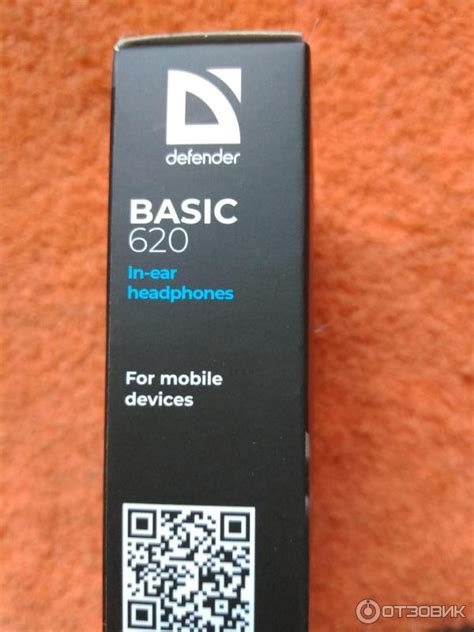 defender
BASIC
620
In-ear
headphones
For mobile
devices
ОТЗОВИК